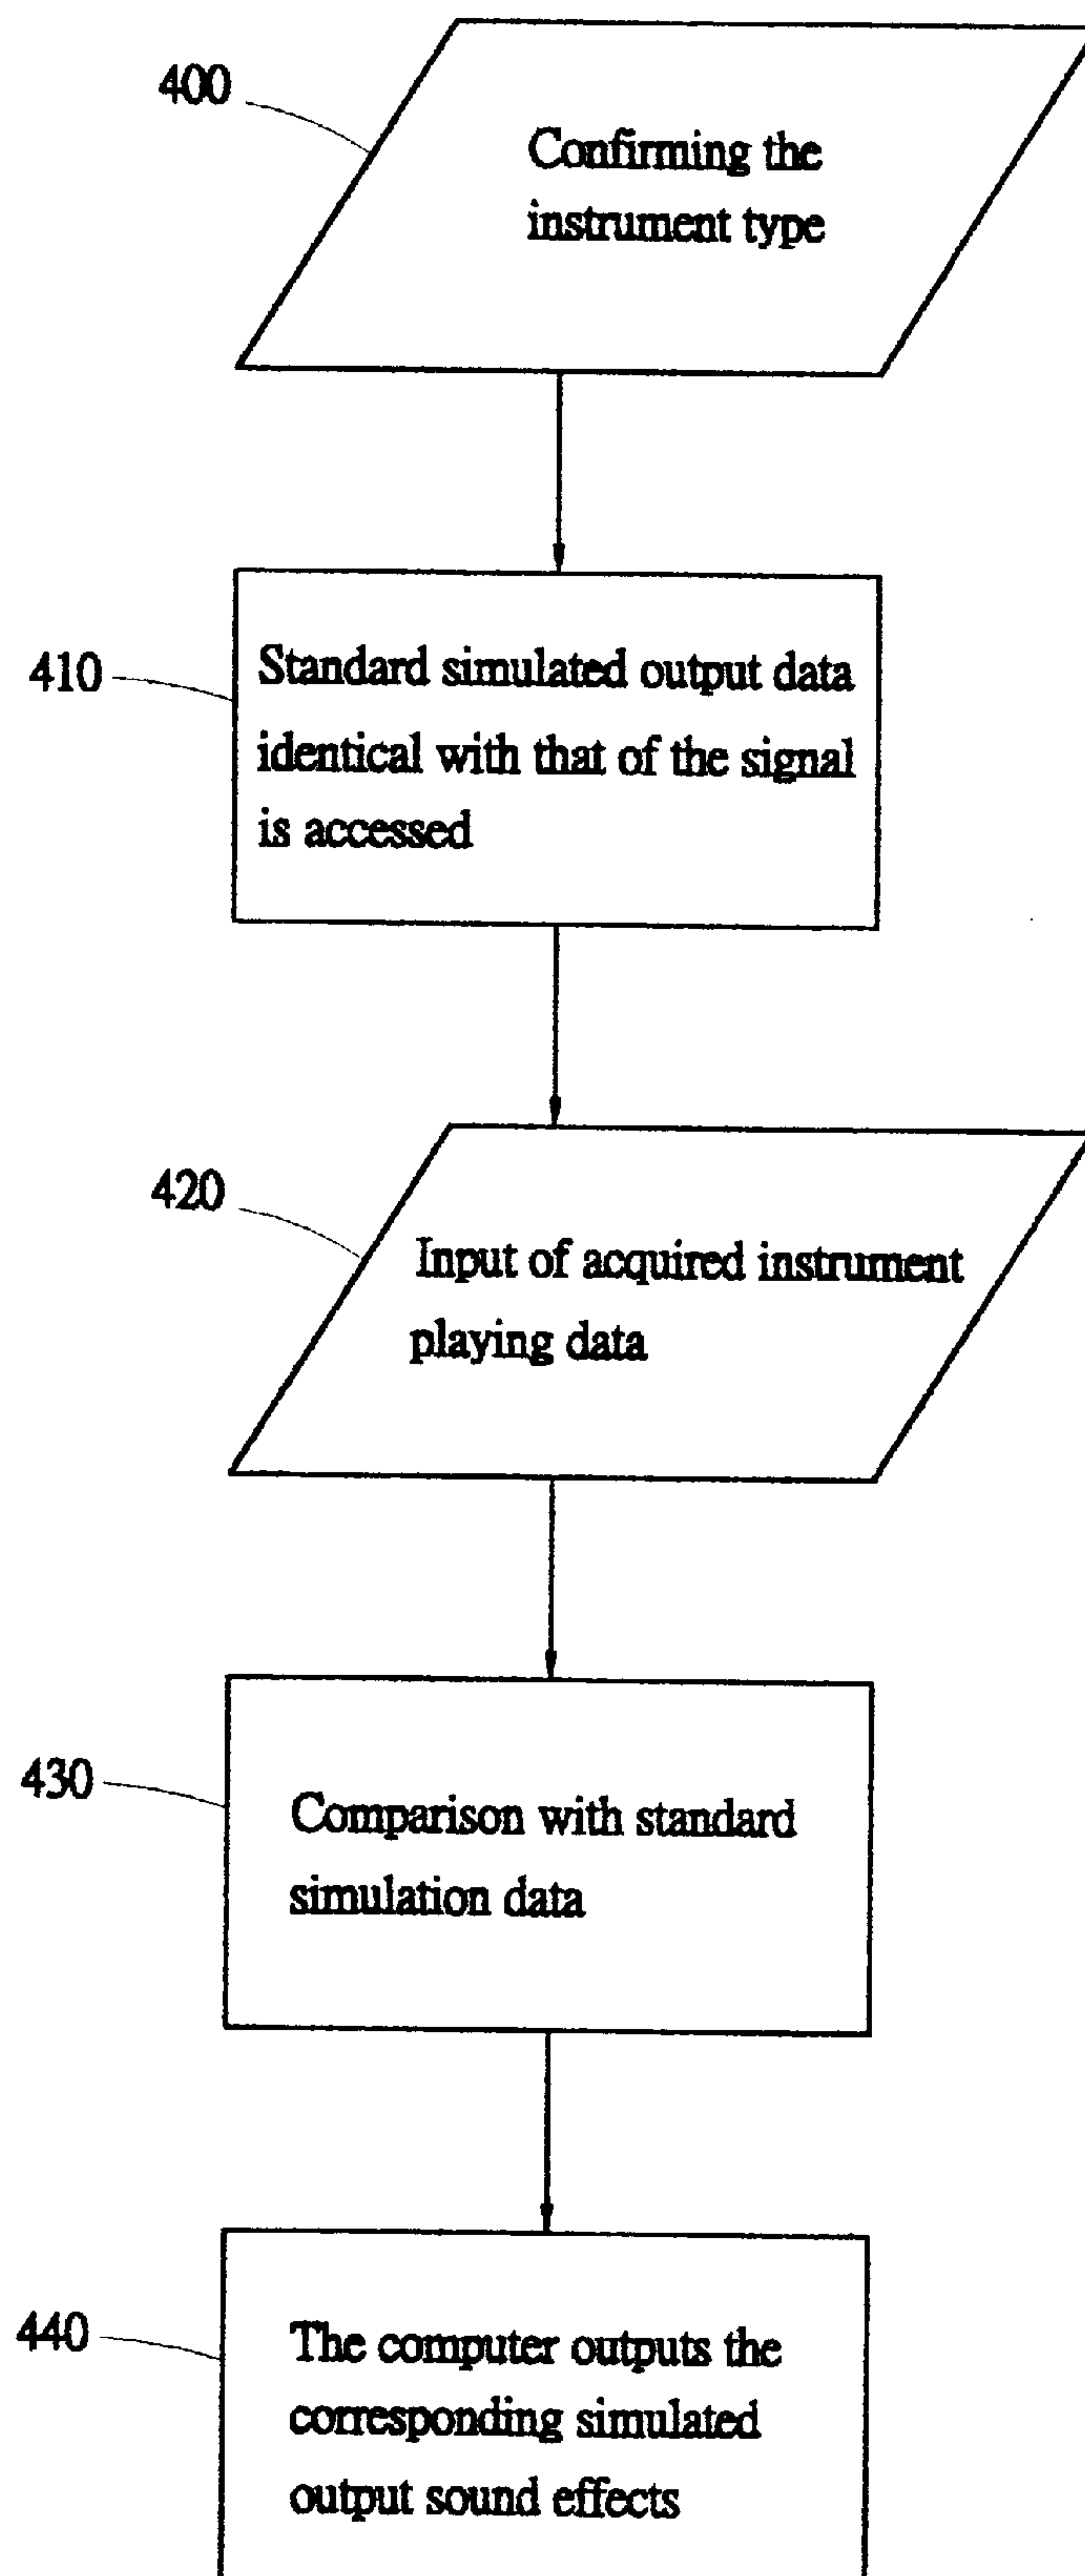 400
Confirming the
instrument type
410
Standard simulated output data
identical with that of the signal
is accessed
420
Input of acquired instrument
playing data
430
Comparison with standard
simulation data
440
The computer outputs the
corresponding simulated
output sound effects